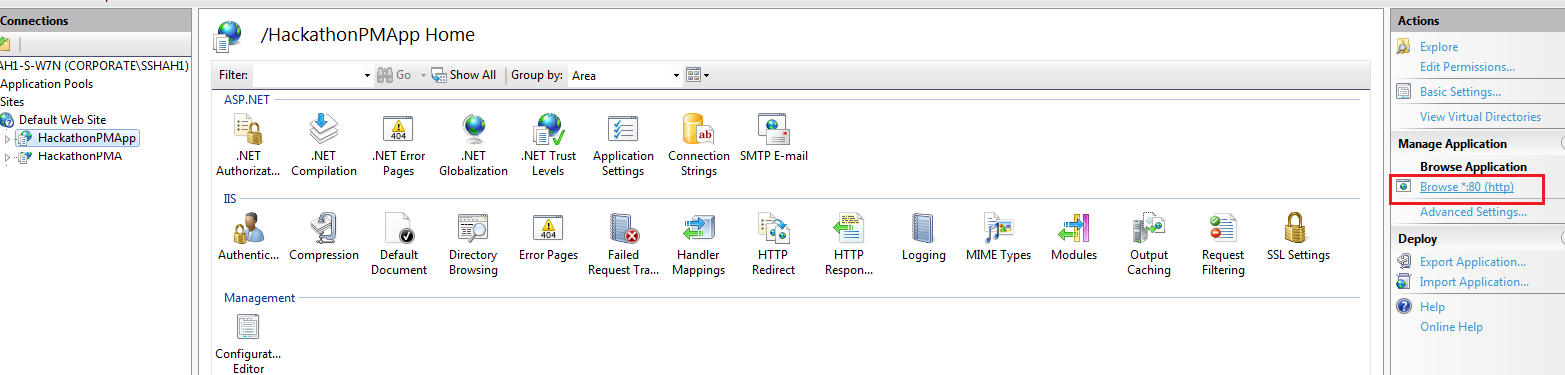 Connections
AH1-S-W7N (CORPORATE\SSHAH1)
Application Pools
Sites
Default Web Site
HackathonPMApp
HackathonPMA
/HackathonPMApp Home
Filter: Go Show All Group by: Area
ASP.NET
.NET Authorizat...
.NET Compilation
.NET Error Pages
.NET Globalization
.NET Trust Levels
Application Settings
Connection Strings
SMTP E-mail
IIS
Authentic...
Compression
Default Document
Directory Browsing
Error Pages
Failed Request Tra...
Handler Mappings
HTTP Redirect
HTTP Respon...
Logging
MIME Types
Modules
Output Caching
Request Filtering
SSL Settings
Management
Configurat... Editor
Actions
Explore
Edit Permissions...
Basic Settings...
View Virtual Directories
Manage Application
Browse Application
Browse *:80 (http)
Advanced Settings...
Deploy
Export Application...
Import Application...
Help
Online Help